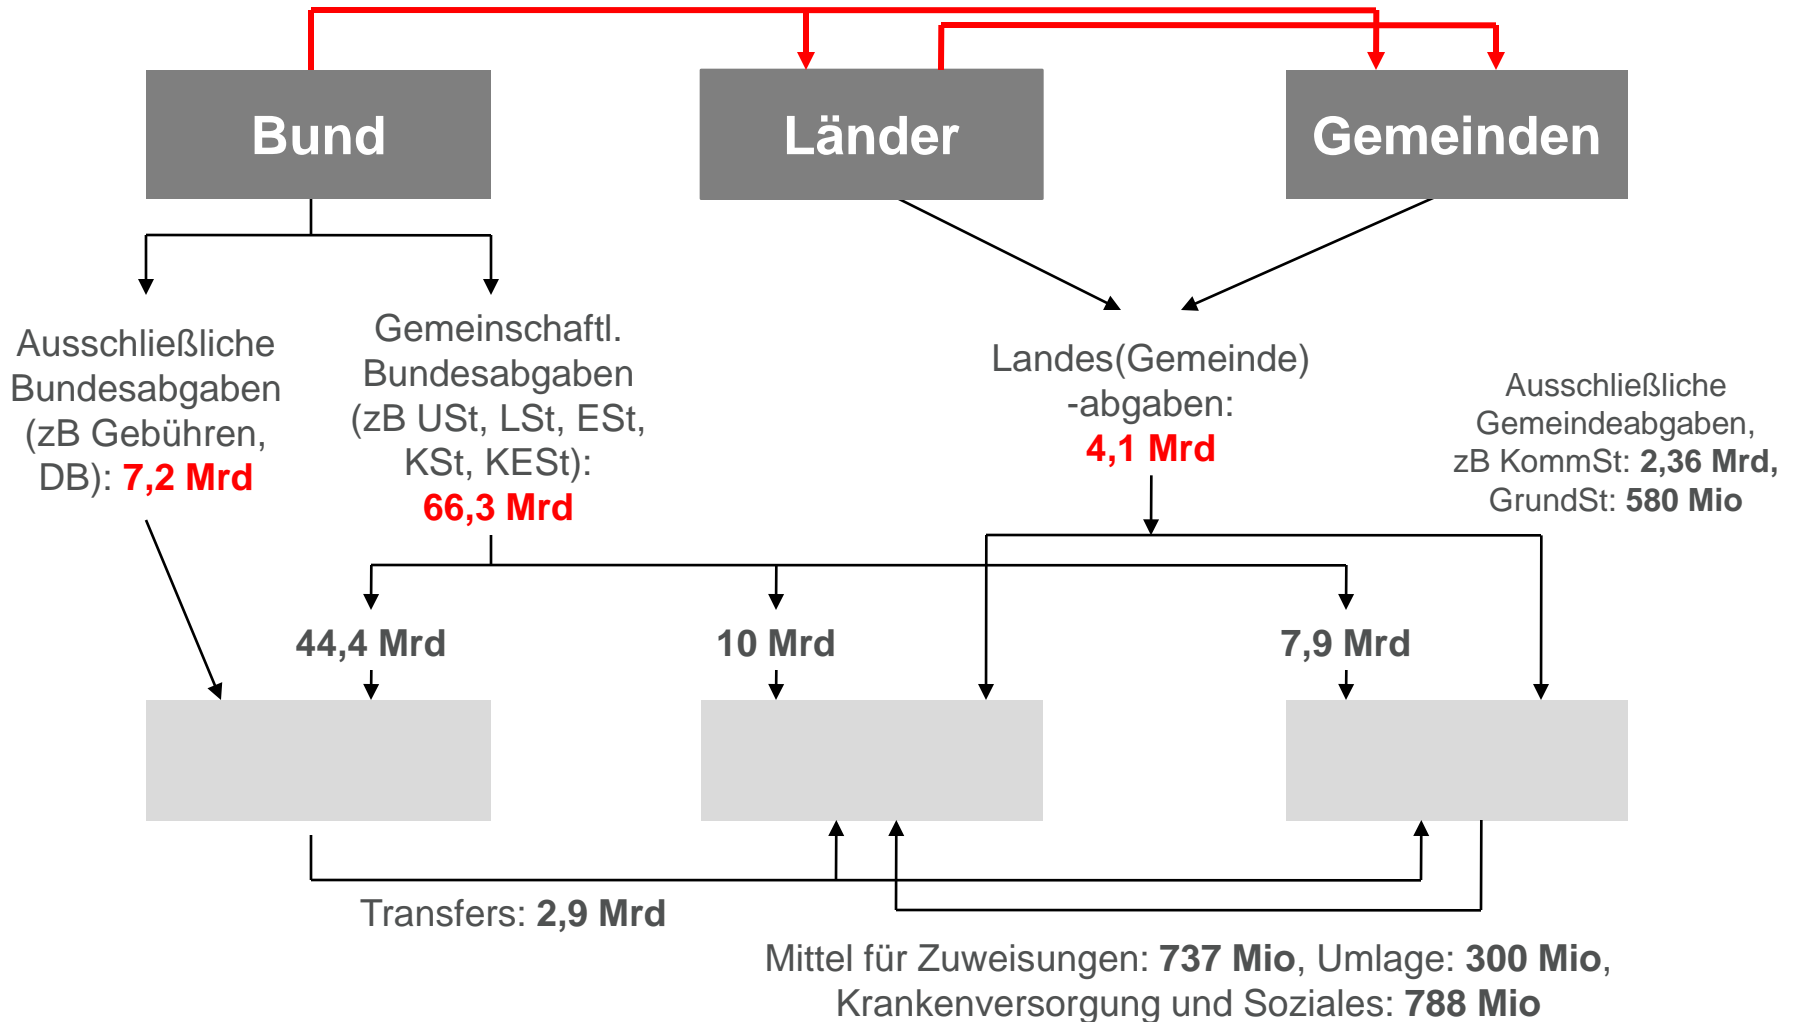 Bund
Länder
Gemeinden
Ausschließliche
Bundesabgaben
(zB Gebühren,
DB): 7,2 Mrd
Gemeinschaftl.
Bundesabgaben
(zB USt, LSt, ESt,
KSt, KESt):
66,3 Mrd
Landes(Gemeinde)
-abgaben:
4,1 Mrd
Ausschließliche
Gemeindeabgaben,
zB KommSt: 2,36 Mrd,
GrundSt: 580 Mio
44,4 Mrd
10 Mrd
7,9 Mrd
Transfers: 2,9 Mrd
Mittel für Zuweisungen: 737 Mio, Umlage: 300 Mio,
Krankenversorgung und Soziales: 788 Mio